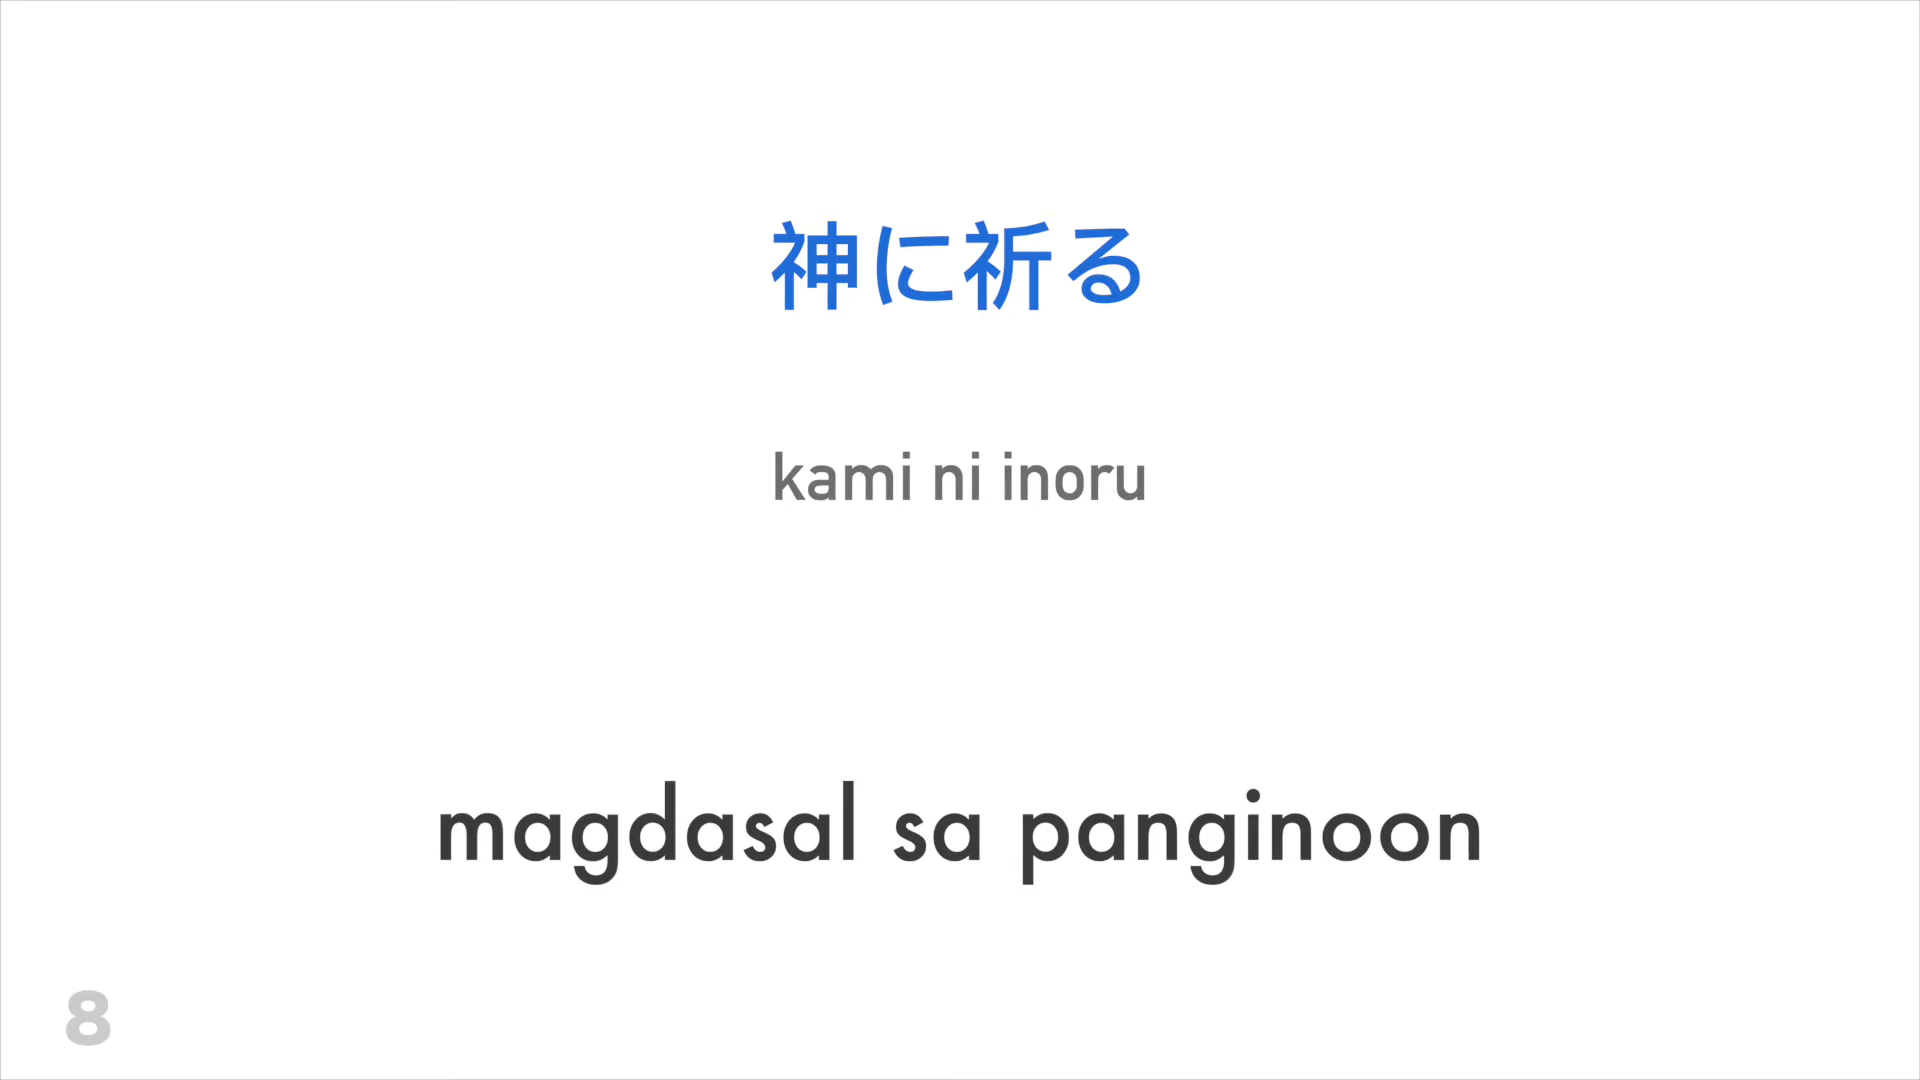 神に祈る
kami ni inoru
magdasal sa panginoon
8